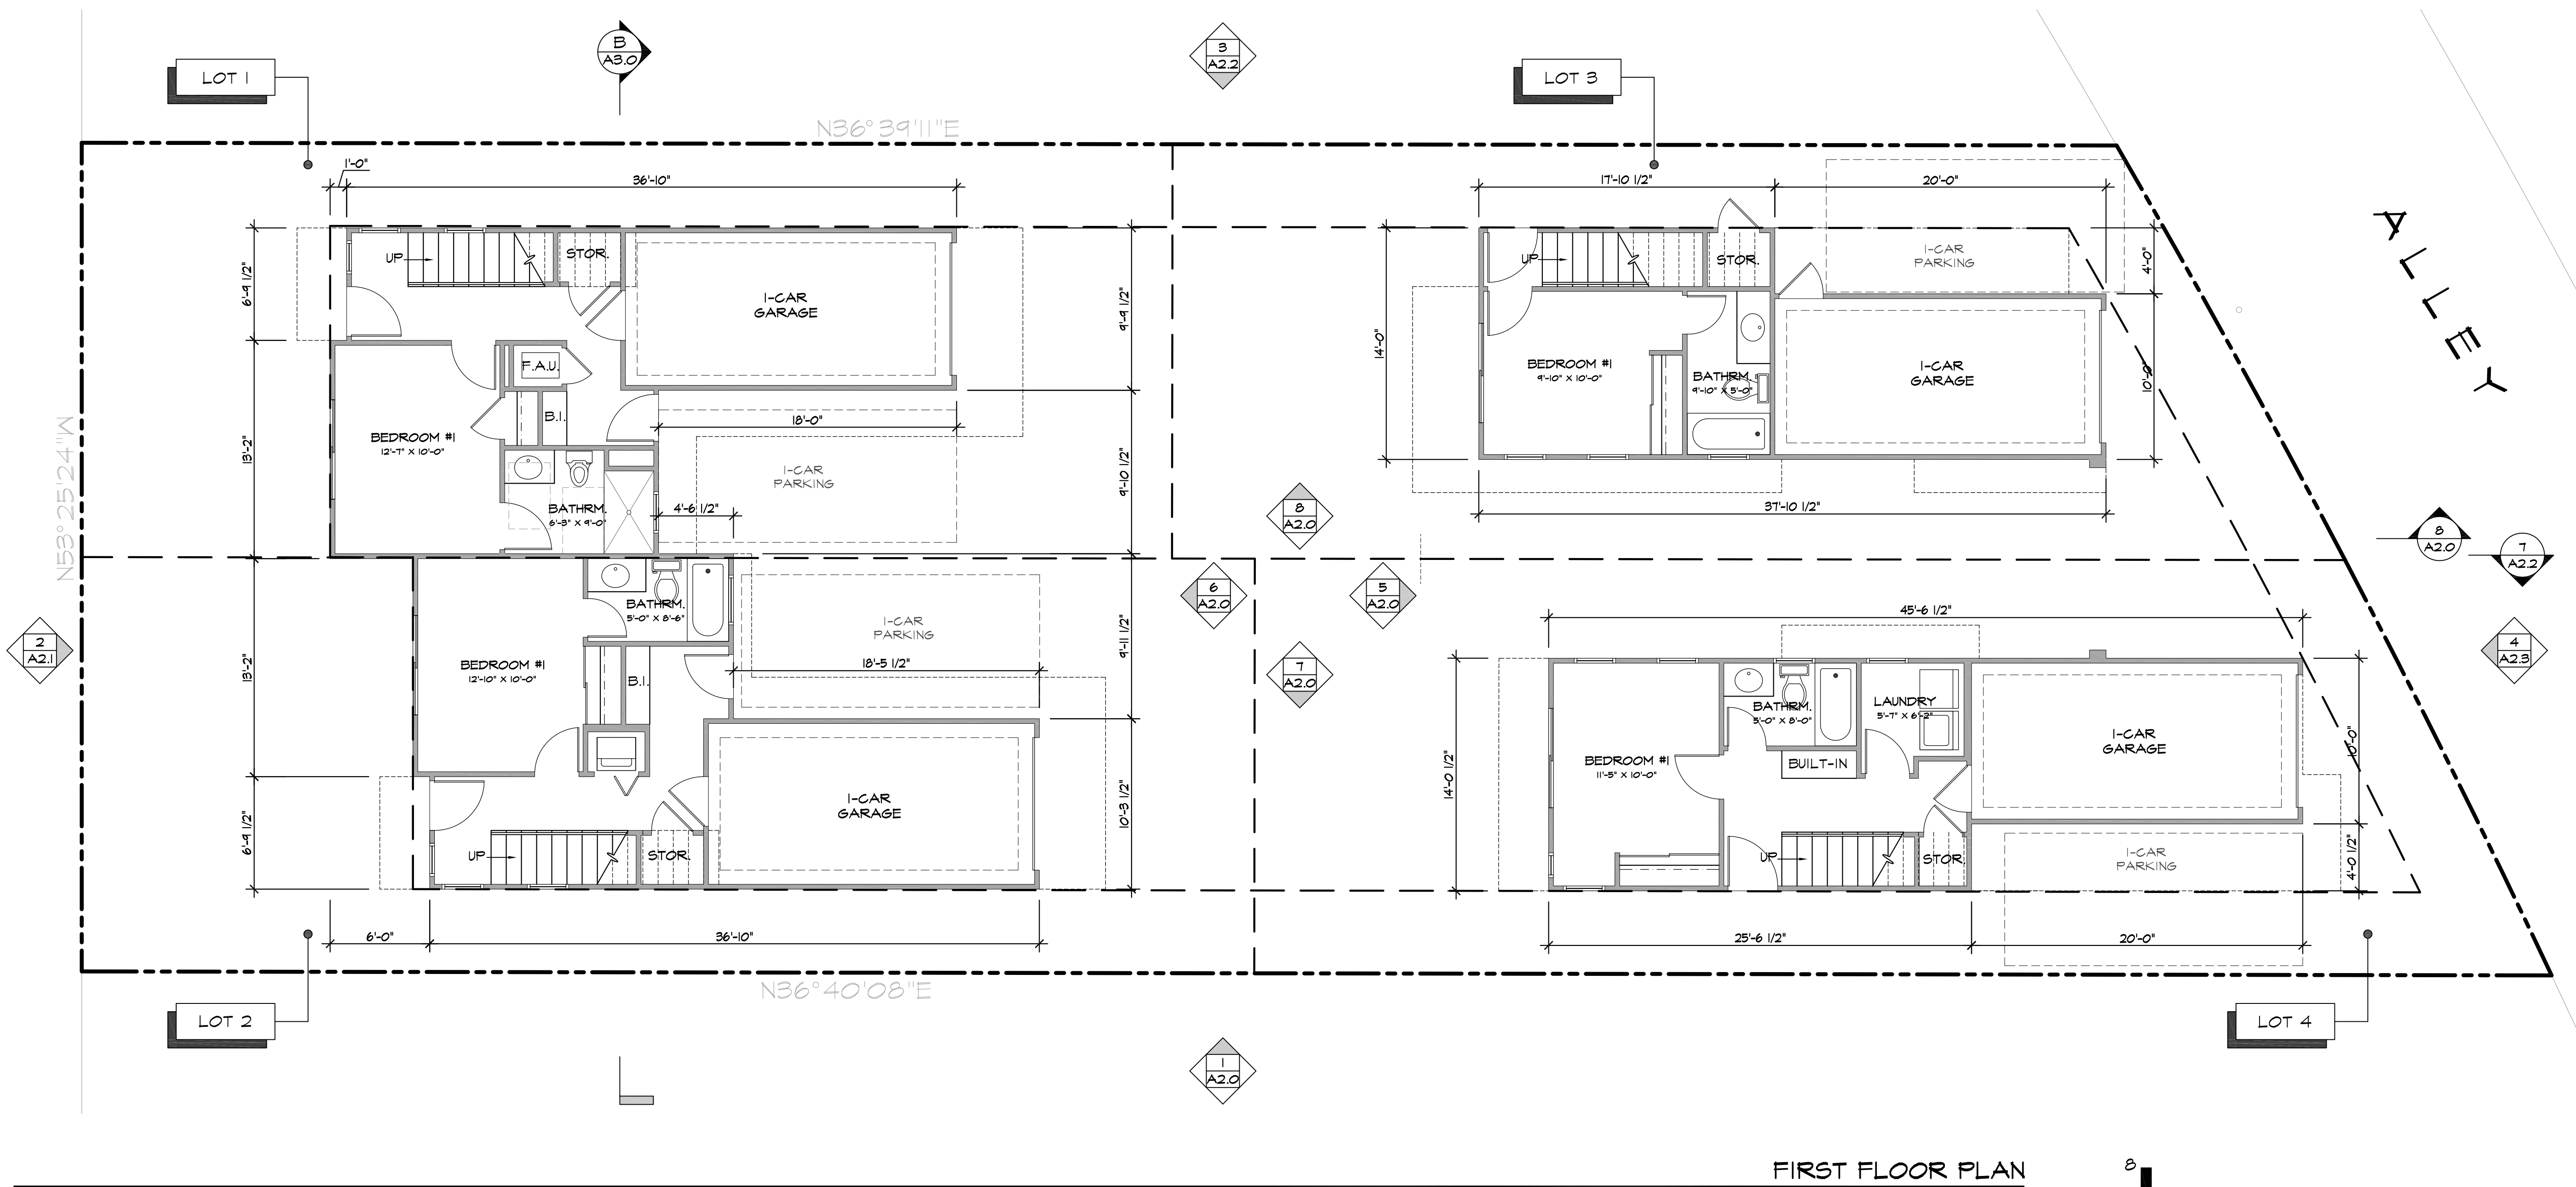 B
A3.0
3
A2.2
LOT 1
LOT 3
N36°39'11"E
1'-0"
36'-10"
17'-10 1/2"
20'-0"
UP
STOR.
1-CAR
GARAGE
6'-9 1/2"
9'-9 1/2"
UP
STOR.
1-CAR
PARKING
4'-0"
ALLEY
14'-0"
BEDROOM #1
9'-10" X 10'-0"
BATHRM.
9'-10" X 5'-0"
1-CAR
GARAGE
10'-0"
F.A.U.
B.I.
18'-0"
BEDROOM #1
12'-7" X 10'-0"
13'-2"
1-CAR
PARKING
9'-10 1/2"
N53°25'24"W
BATHRM.
6'-3" X 9'-0"
4'-6 1/2"
37'-10 1/2"
8
A2.0
8
A2.0
7
A2.2
6
A2.0
5
A2.0
BATHRM.
5'-0" X 8'-6"
1-CAR
PARKING
9'-11 1/2"
45'-6 1/2"
2
A2.1
4
A2.3
13'-2"
BEDROOM #1
12'-10" X 10'-0"
B.I.
18'-5 1/2"
7
A2.0
BATHRM.
5'-0" X 8'-0"
LAUNDRY
5'-7" X 6'-2"
1-CAR
GARAGE
10'-0"
14'-0 1/2"
BEDROOM #1
11'-5" X 10'-0"
BUILT-IN
1-CAR
GARAGE
10'-3 1/2"
6'-9 1/2"
UP
STOR.
UP
STOR.
1-CAR
PARKING
4'-0 1/2"
6'-0"
36'-10"
25'-6 1/2"
20'-0"
N36°40'08"E
LOT 2
LOT 4
1
A2.0
FIRST FLOOR PLAN
8